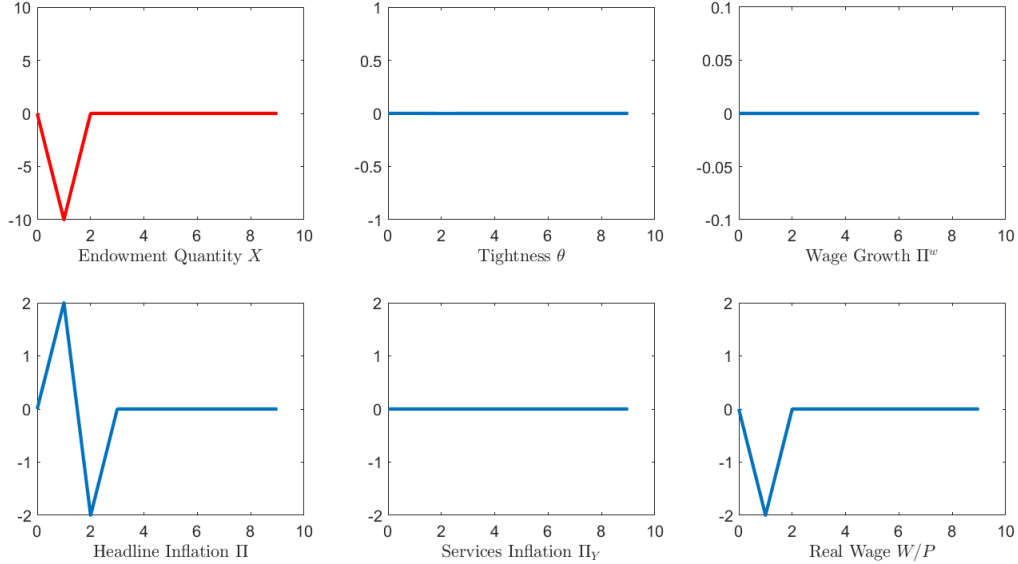 10
5
0
-5
-10
0 2 4 6 8 10
Endowment Quantity X
1
0.5
0
-0.5
-1
0 2 4 6 8 10
Tightness θ
0.1
0.05
0
-0.05
-0.1
0 2 4 6 8 10
Wage Growth Π^w
2
1
0
-1
-2
0 2 4 6 8 10
Headline Inflation Π
2
1
0
-1
-2
0 2 4 6 8 10
Services Inflation Π_Y
2
1
0
-1
-2
0 2 4 6 8 10
Real Wage W/P